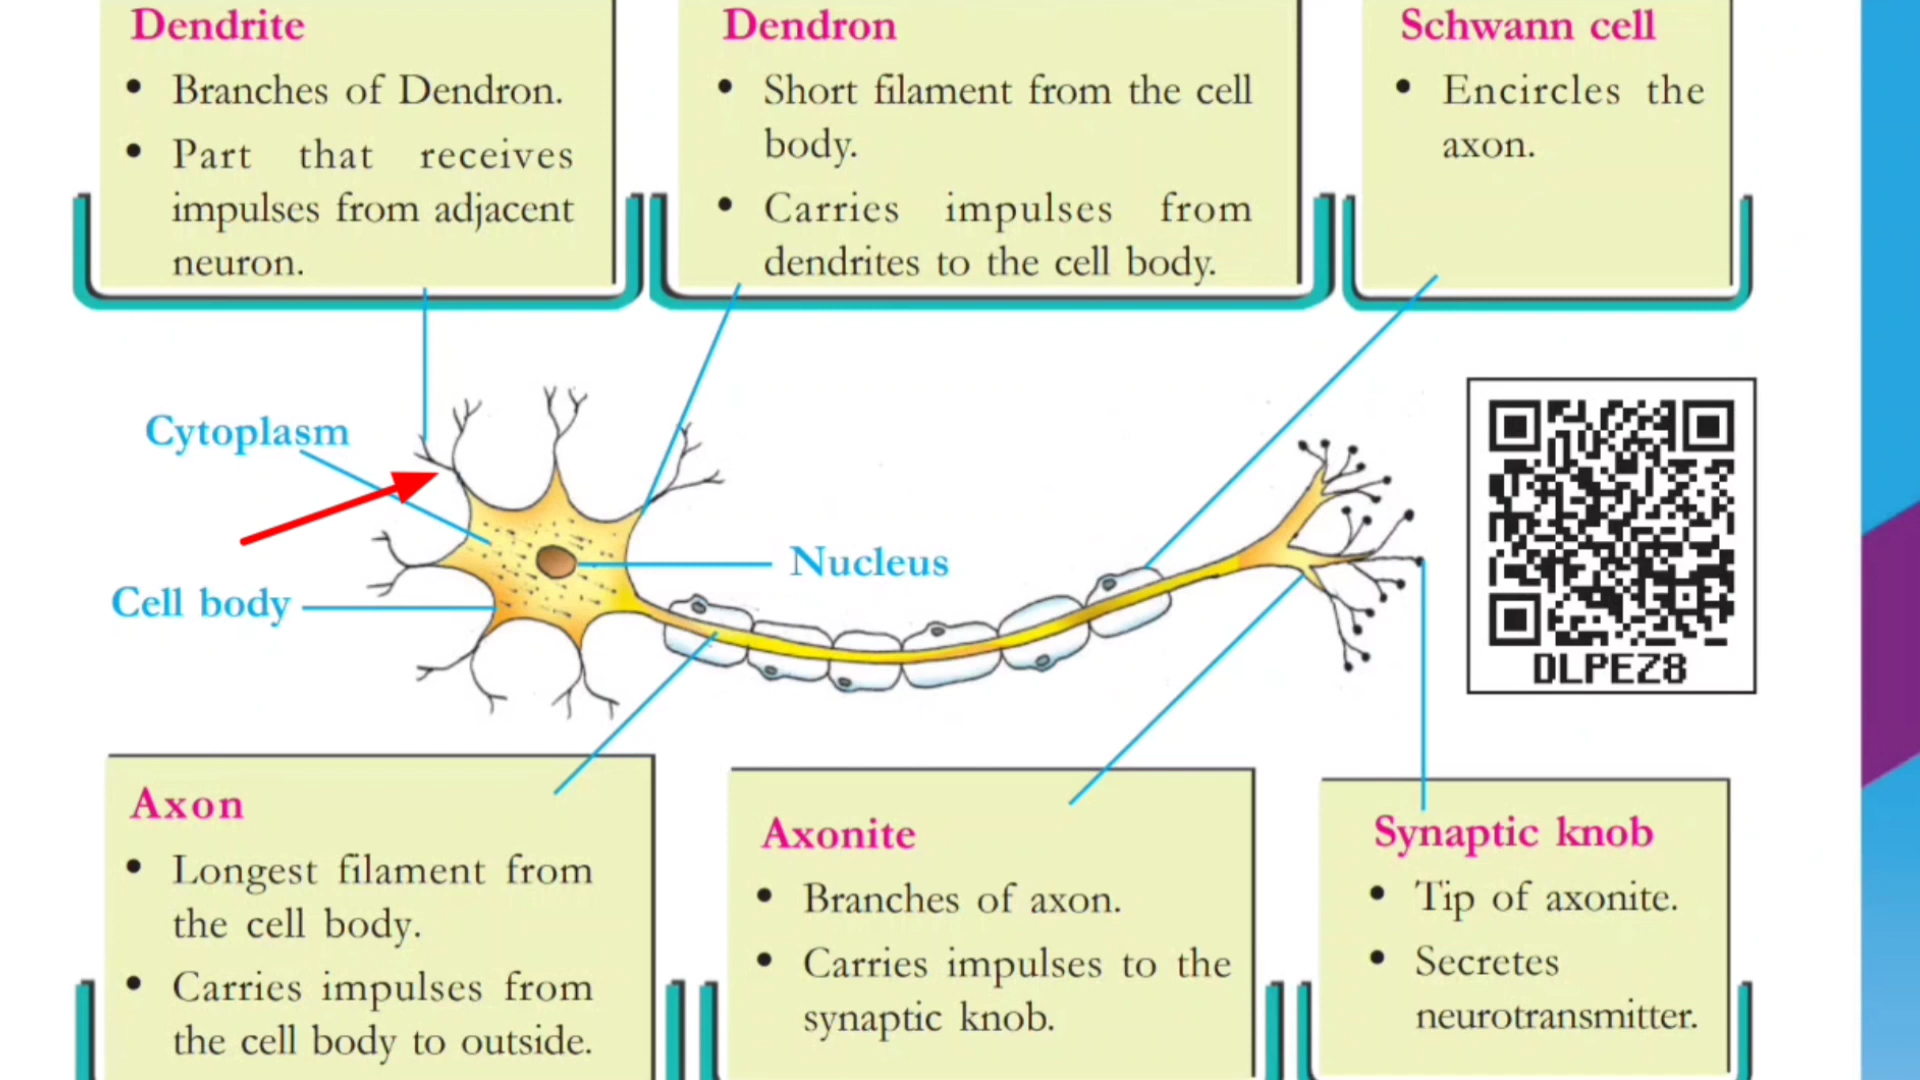 Dendrite
• Branches of Dendron.
• Part that receives
impulses from adjacent
neuron.
Dendron
• Short filament from the cell
body.
• Carries impulses from
dendrites to the cell body.
Schwann cell
• Encircles the
axon.
Cytoplasm
Cell body
Nucleus
DLPEZ8
Axon
• Longest filament from
the cell body.
• Carries impulses from
the cell body to outside.
Axonite
• Branches of axon.
• Carries impulses to the
synaptic knob.
Synaptic knob
• Tip of axonite.
• Secretes
neurotransmitter.